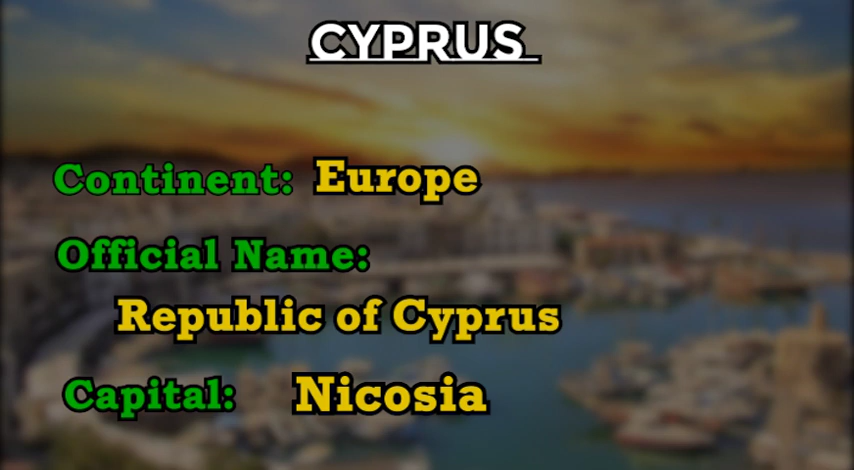 CYPRUS
Continent: Europe
Official Name:
Republic of Cyprus
Capital: Nicosia